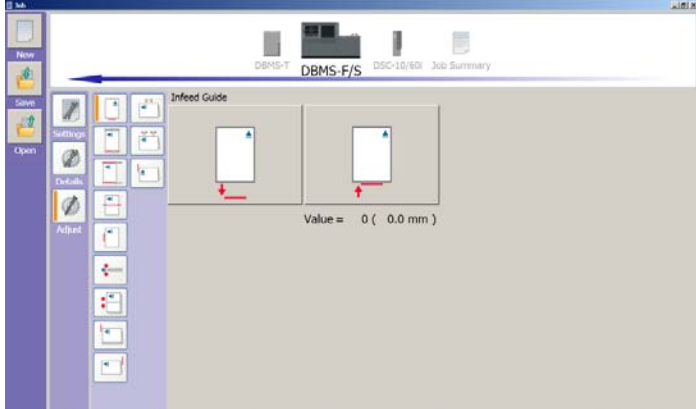 Job
New
Save
Open
DBMS-T
DBMS-F/S
DSC-10/60i
Job Summary
Settings
Details
Adjust
Infeed Guide
Value = 0 ( 0.0 mm )